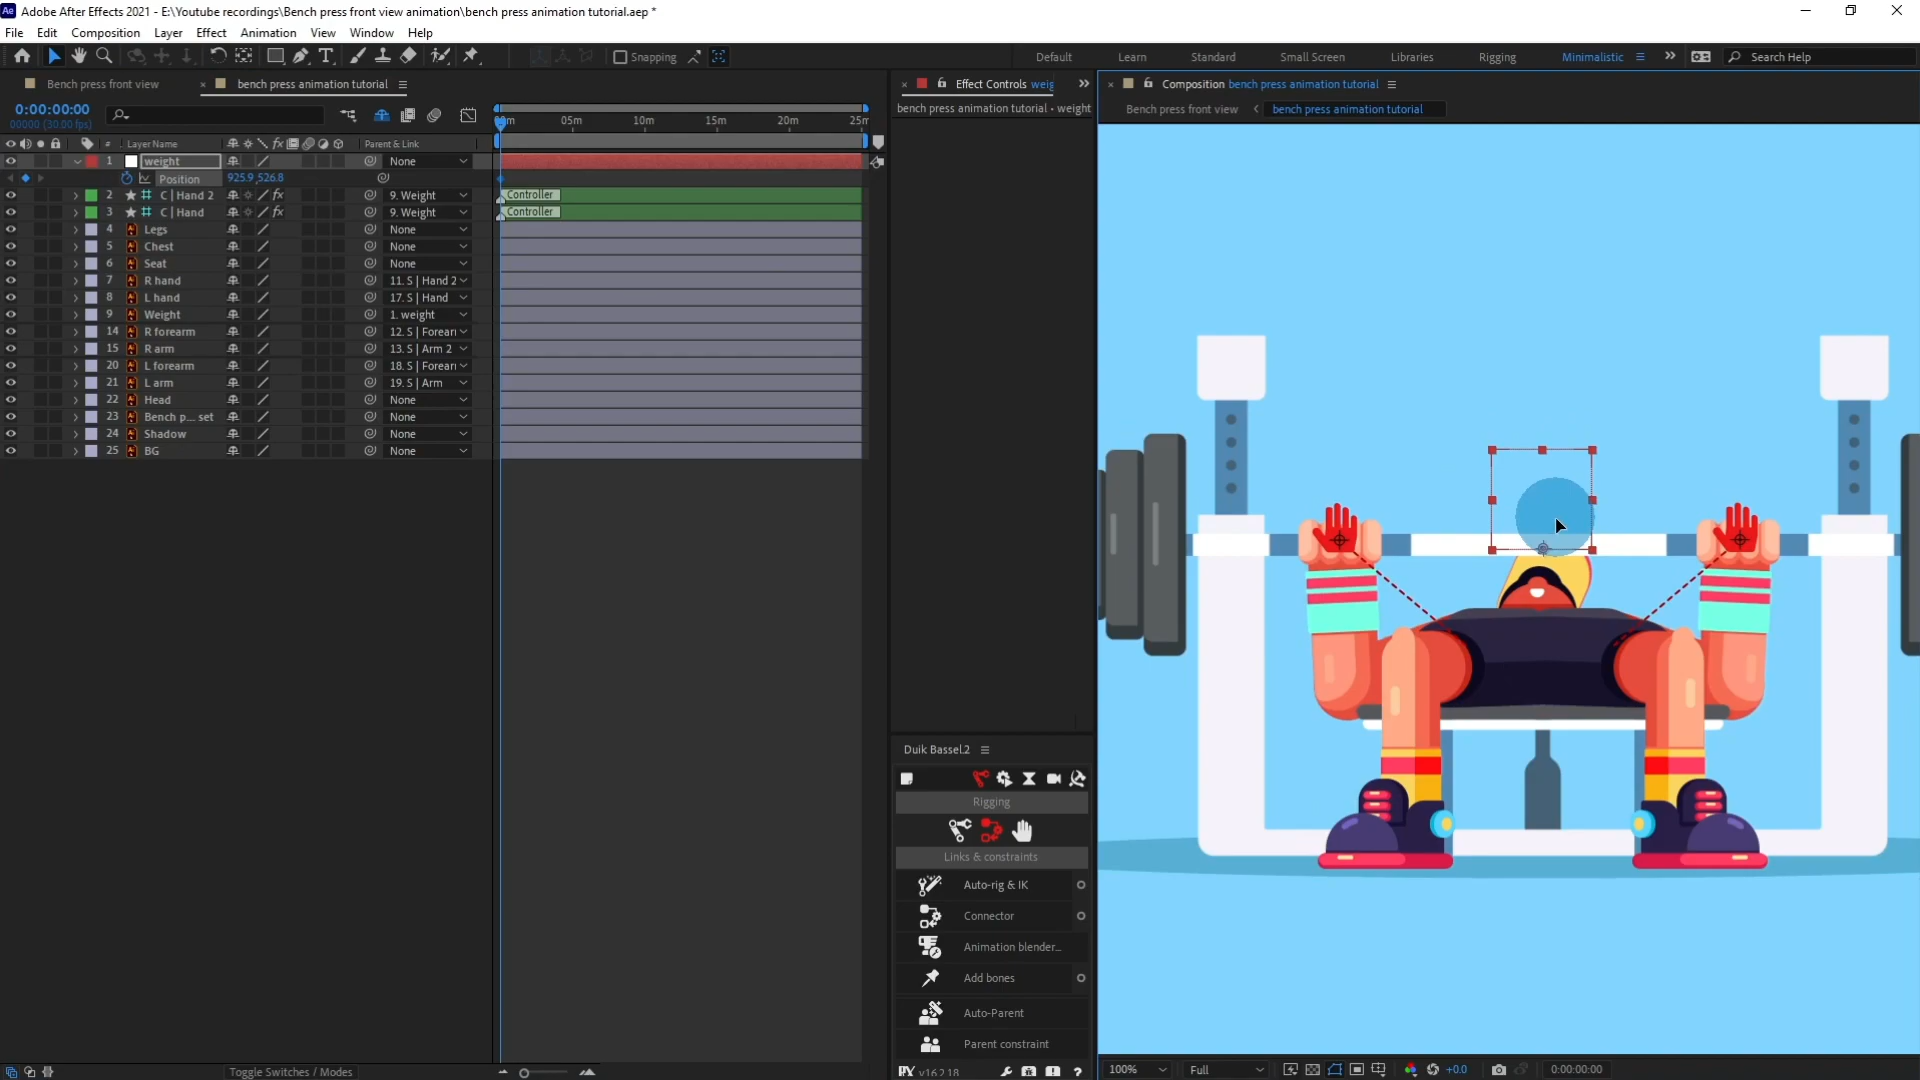 Adobe After Effects 2021 - E:\Youtube recordings\Bench press front view animation\bench press animation tutorial.aep *
File Edit Composition Layer Effect Animation View Window Help
Snapping
Default Learn Standard Small Screen Libraries Rigging Minimalistic Search Help
Bench press front view
bench press animation tutorial
0:00:00:00
00000 (30.00 fps)
05m 10m 15m 20m 25m
# Layer Name Parent & Link
1 weight None
Position 925.9,526.8
2 C | Hand 2 9. Weight Controller
3 C | Hand 9. Weight Controller
4 Legs None
5 Chest None
6 Seat None
7 R hand 11. S | Hand 2
8 L hand 17. S | Hand
9 Weight 1. weight
14 R forearm 12. S | Forearm
15 R arm 13. S | Arm 2
20 L forearm 18. S | Forearm
21 L arm 19. S | Arm
22 Head None
23 Bench p... set None
24 Shadow None
25 BG None
Toggle Switches / Modes
Effect Controls weig
bench press animation tutorial • weight
Duik Bassel.2
Rigging
Links & constraints
Auto-rig & IK
Connector
Animation blender...
Add bones
Auto-Parent
Parent constraint
v16.2.18
Composition bench press animation tutorial
Bench press front view < bench press animation tutorial
100% Full +0.0 0:00:00:00